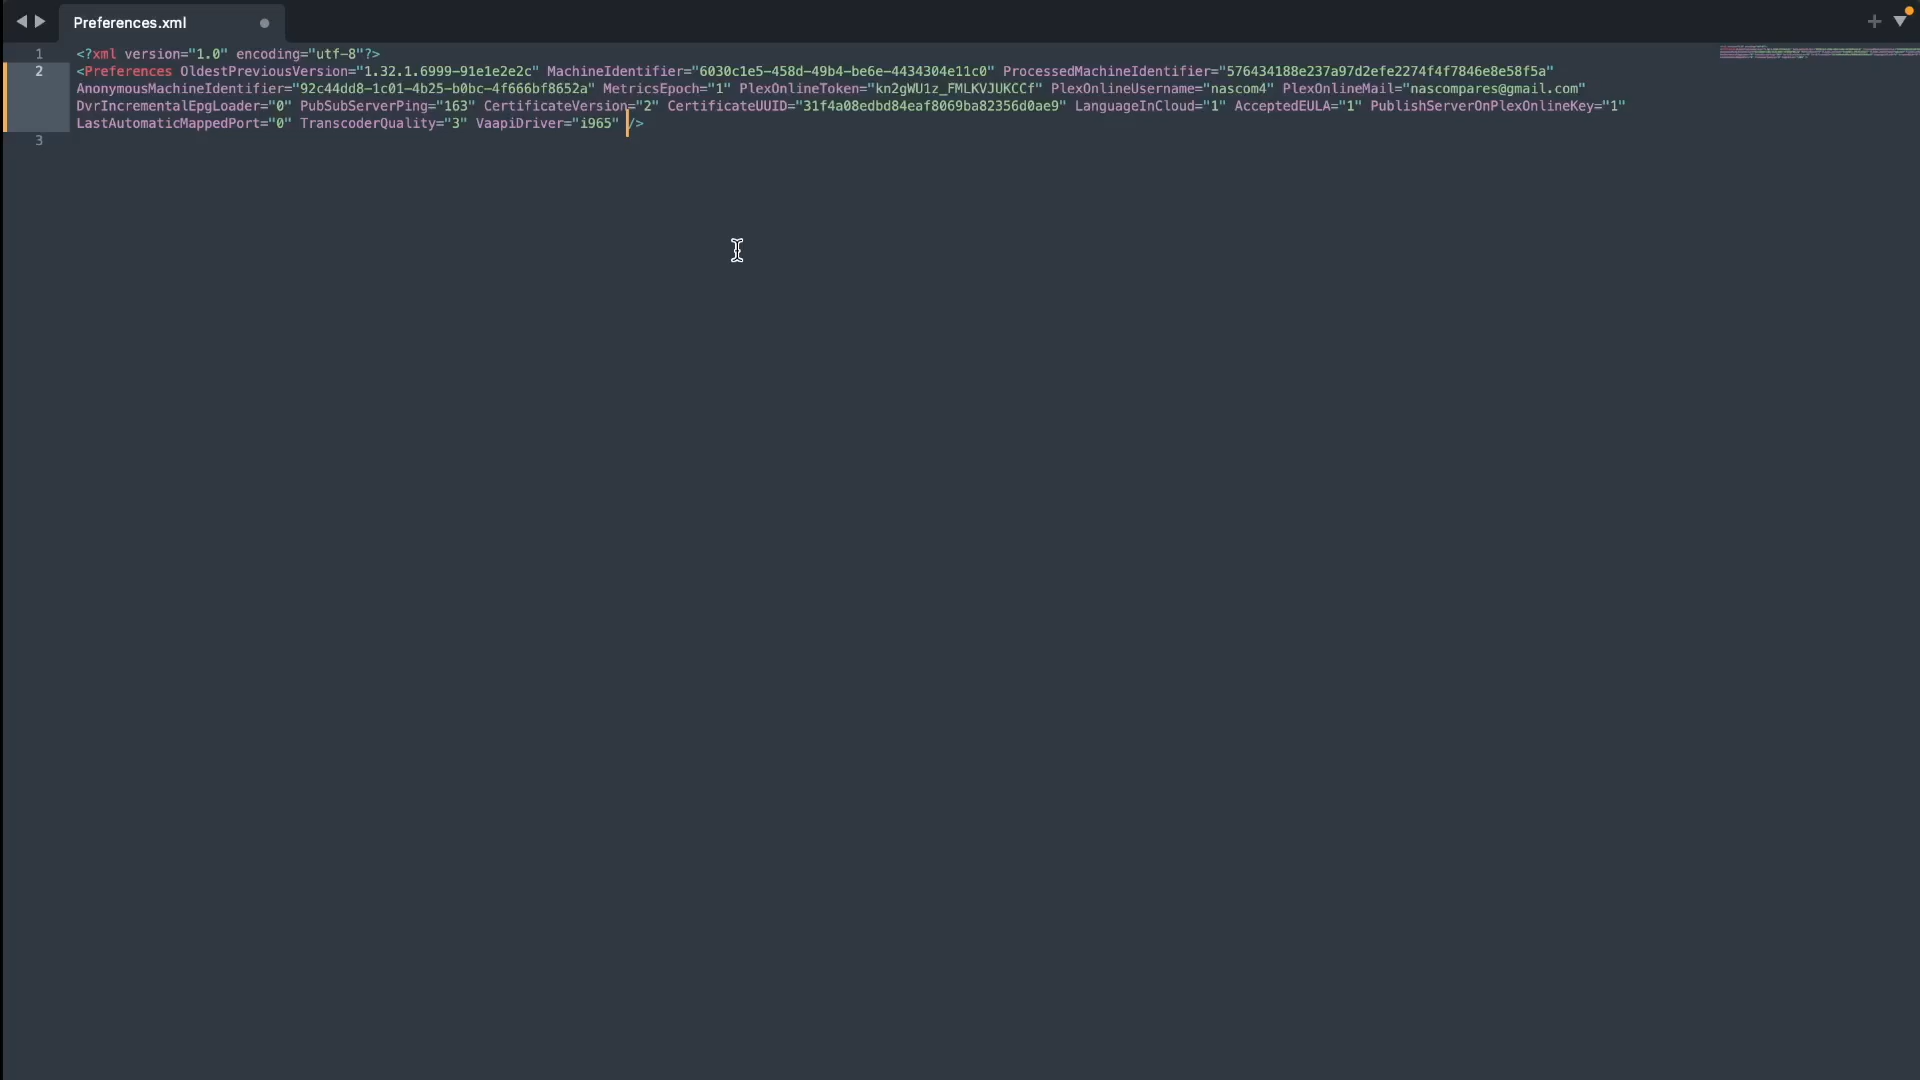 Preferences.xml
1 <?xml version="1.0" encoding="utf-8"?>
2 <Preferences OldestPreviousVersion="1.32.1.6999-91e1e2e2c" MachineIdentifier="6030c1e5-458d-49b4-be6e-4434304e11c0" ProcessedMachineIdentifier="576434188e237a97d2efe2274f4f7846e8e58f5a"
AnonymousMachineIdentifier="92c44dd8-1c01-4b25-b0bc-4f666bf8652a" MetricsEpoch="1" PlexOnlineToken="kn2gWU1z_FMLKVJUKCCf" PlexOnlineUsername="nascom4" PlexOnlineMail="nascompares@gmail.com"
DvrIncrementalEpgLoader="0" PubSubServerPing="163" CertificateVersion="2" CertificateUUID="31f4a08edbd84eaf8069ba82356d0ae9" LanguageInCloud="1" AcceptedEULA="1" PublishServerOnPlexOnlineKey="1"
LastAutomaticMappedPort="0" TranscoderQuality="3" VaapiDriver="i965" />
3